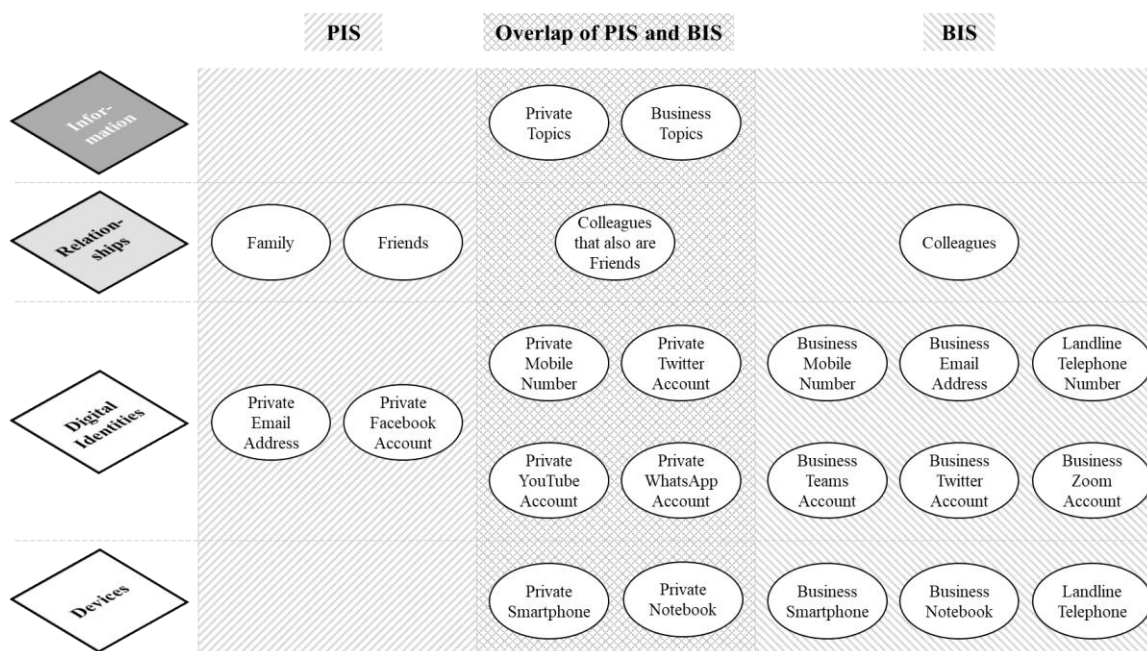 PIS
Overlap of PIS and BIS
BIS
Infor-
mation
Private
Topics
Business
Topics
Relation-
ships
Family
Friends
Colleagues
that also are
Friends
Colleagues
Digital
Identities
Private
Email
Address
Private
Facebook
Account
Private
Mobile
Number
Private
Twitter
Account
Business
Mobile
Number
Business
Email
Address
Landline
Telephone
Number
Private
YouTube
Account
Private
WhatsApp
Account
Business
Teams
Account
Business
Twitter
Account
Business
Zoom
Account
Devices
Private
Smartphone
Private
Notebook
Business
Smartphone
Business
Notebook
Landline
Telephone